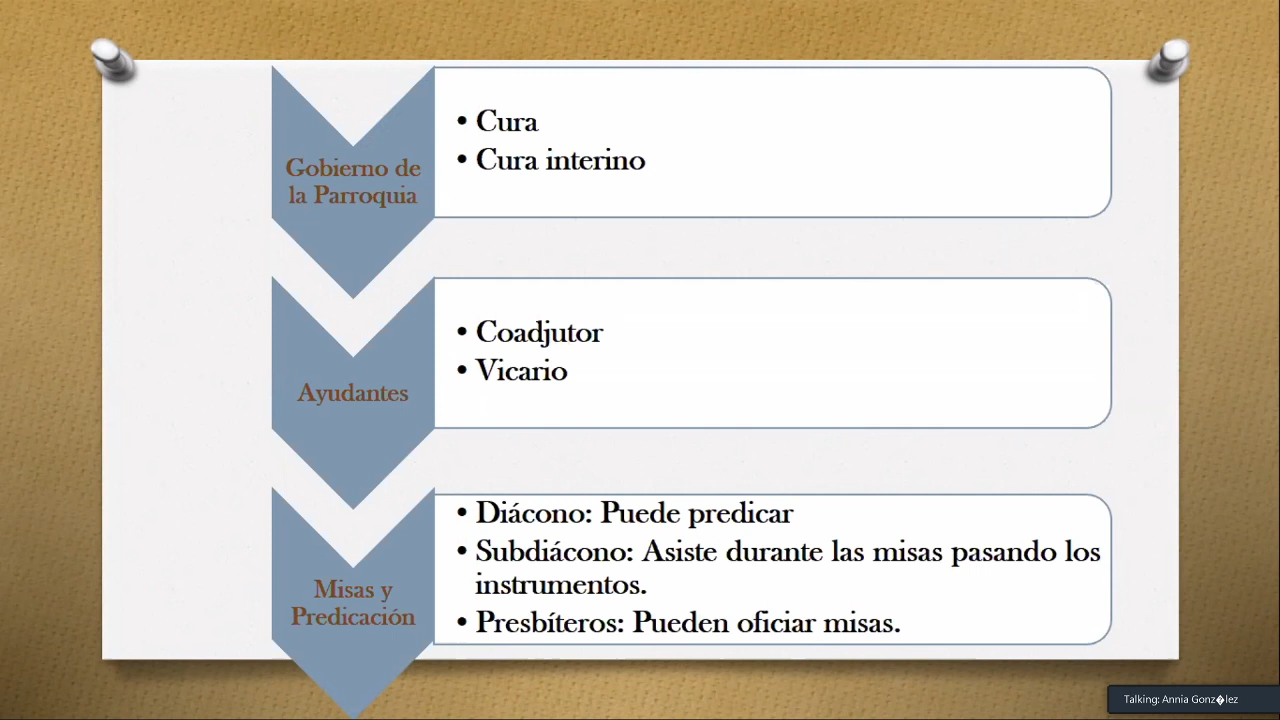 Gobierno de
la Parroquia
• Cura
• Cura interino
Ayudantes
• Coadjutor
• Vicario
Misas y
Predicación
• Diácono: Puede predicar
• Subdiácono: Asiste durante las misas pasando los
instrumentos.
• Presbíteros: Pueden oficiar misas.
Talking: Annia Gonz�lez